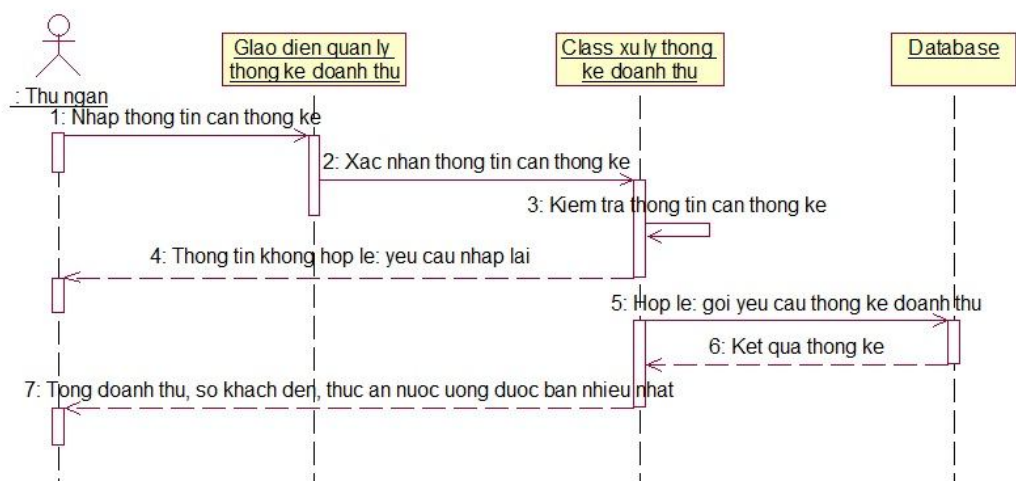 Giao dien quan ly
thong ke doanh thu
Class xu ly thong
ke doanh thu
Database
: Thu ngan
1: Nhap thong tin can thong ke
2: Xac nhan thong tin can thong ke
3: Kiem tra thong tin can thong ke
4: Thong tin khong hop le: yeu cau nhap lai
5: Hop le: goi yeu cau thong ke doanh thu
6: Ket qua thong ke
7: Tong doanh thu, so khach den, thuc an nuoc uong duoc ban nhieu nhat